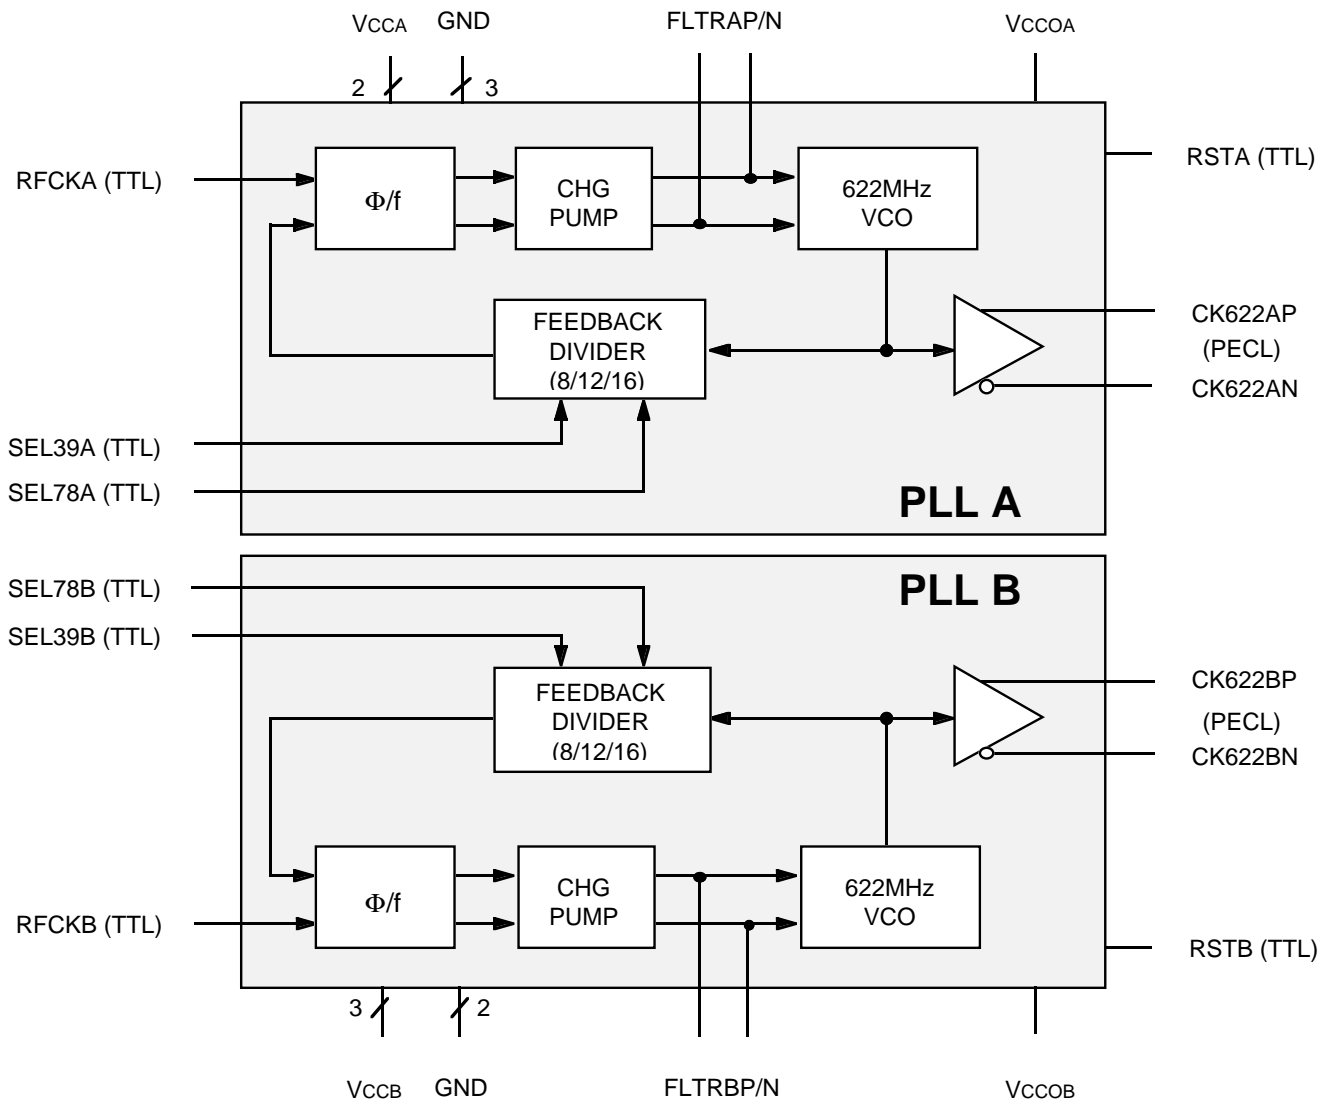 VCCA GND FLTRAP/N VCCOA
2 3
RSTA (TTL)
RFCKA (TTL)
Φ/f
CHG
PUMP
622MHz
VCO
FEEDBACK
DIVIDER
(8/12/16)
CK622AP
(PECL)
CK622AN
SEL39A (TTL)
SEL78A (TTL)
PLL A
SEL78B (TTL)
PLL B
SEL39B (TTL)
FEEDBACK
DIVIDER
(8/12/16)
CK622BP
(PECL)
CK622BN
Φ/f
CHG
PUMP
622MHz
VCO
RFCKB (TTL)
RSTB (TTL)
3 2
VCCB GND FLTRBP/N VCCOB